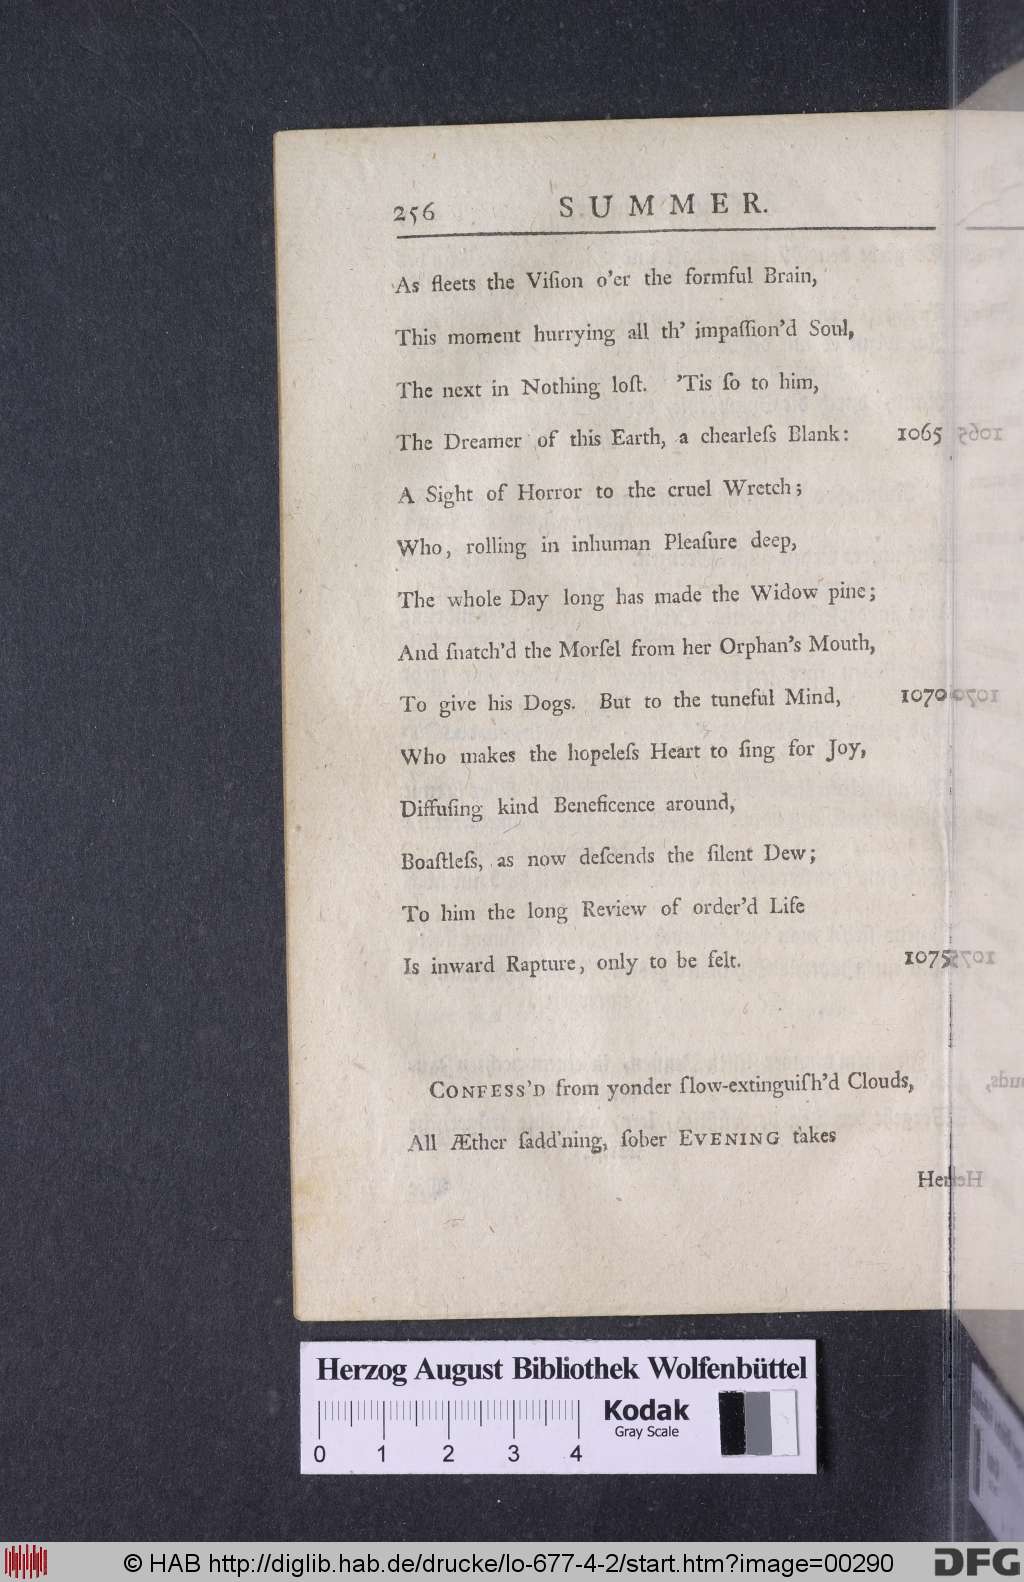 256 SUMMER.
As fleets the Viſion o'er the formful Brain,
This moment hurrying all th' impaſſion'd Soul,
The next in Nothing loſt. 'Tis ſo to him,
The Dreamer of this Earth, a chearleſs Blank: 1065
A Sight of Horror to the cruel Wretch;
Who, rolling in inhuman Pleaſure deep,
The whole Day long has made the Widow pine;
And ſnatch'd the Morſel from her Orphan's Mouth,
To give his Dogs. But to the tuneful Mind, 1070
Who makes the hopeleſs Heart to ſing for Joy,
Diffuſing kind Beneficence around,
Boaſtleſs, as now deſcends the ſilent Dew;
To him the long Review of order'd Life
Is inward Rapture, only to be felt. 1075
CONFESS'D from yonder ſlow-extinguiſh'd Clouds,
All Æther ſadd'ning, ſober EVENING takes
Her
Herzog August Bibliothek Wolfenbüttel
Kodak
Gray Scale
0 1 2 3 4
© HAB http://diglib.hab.de/drucke/lo-677-4-2/start.htm?image=00290
DFG